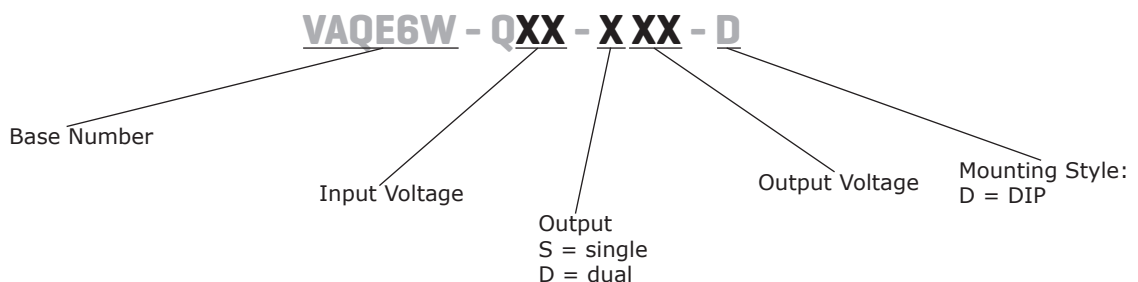 VAQE6W - QXX - X XX - D
Base Number
Input Voltage
Output
S = single
D = dual
Output Voltage
Mounting Style:
D = DIP